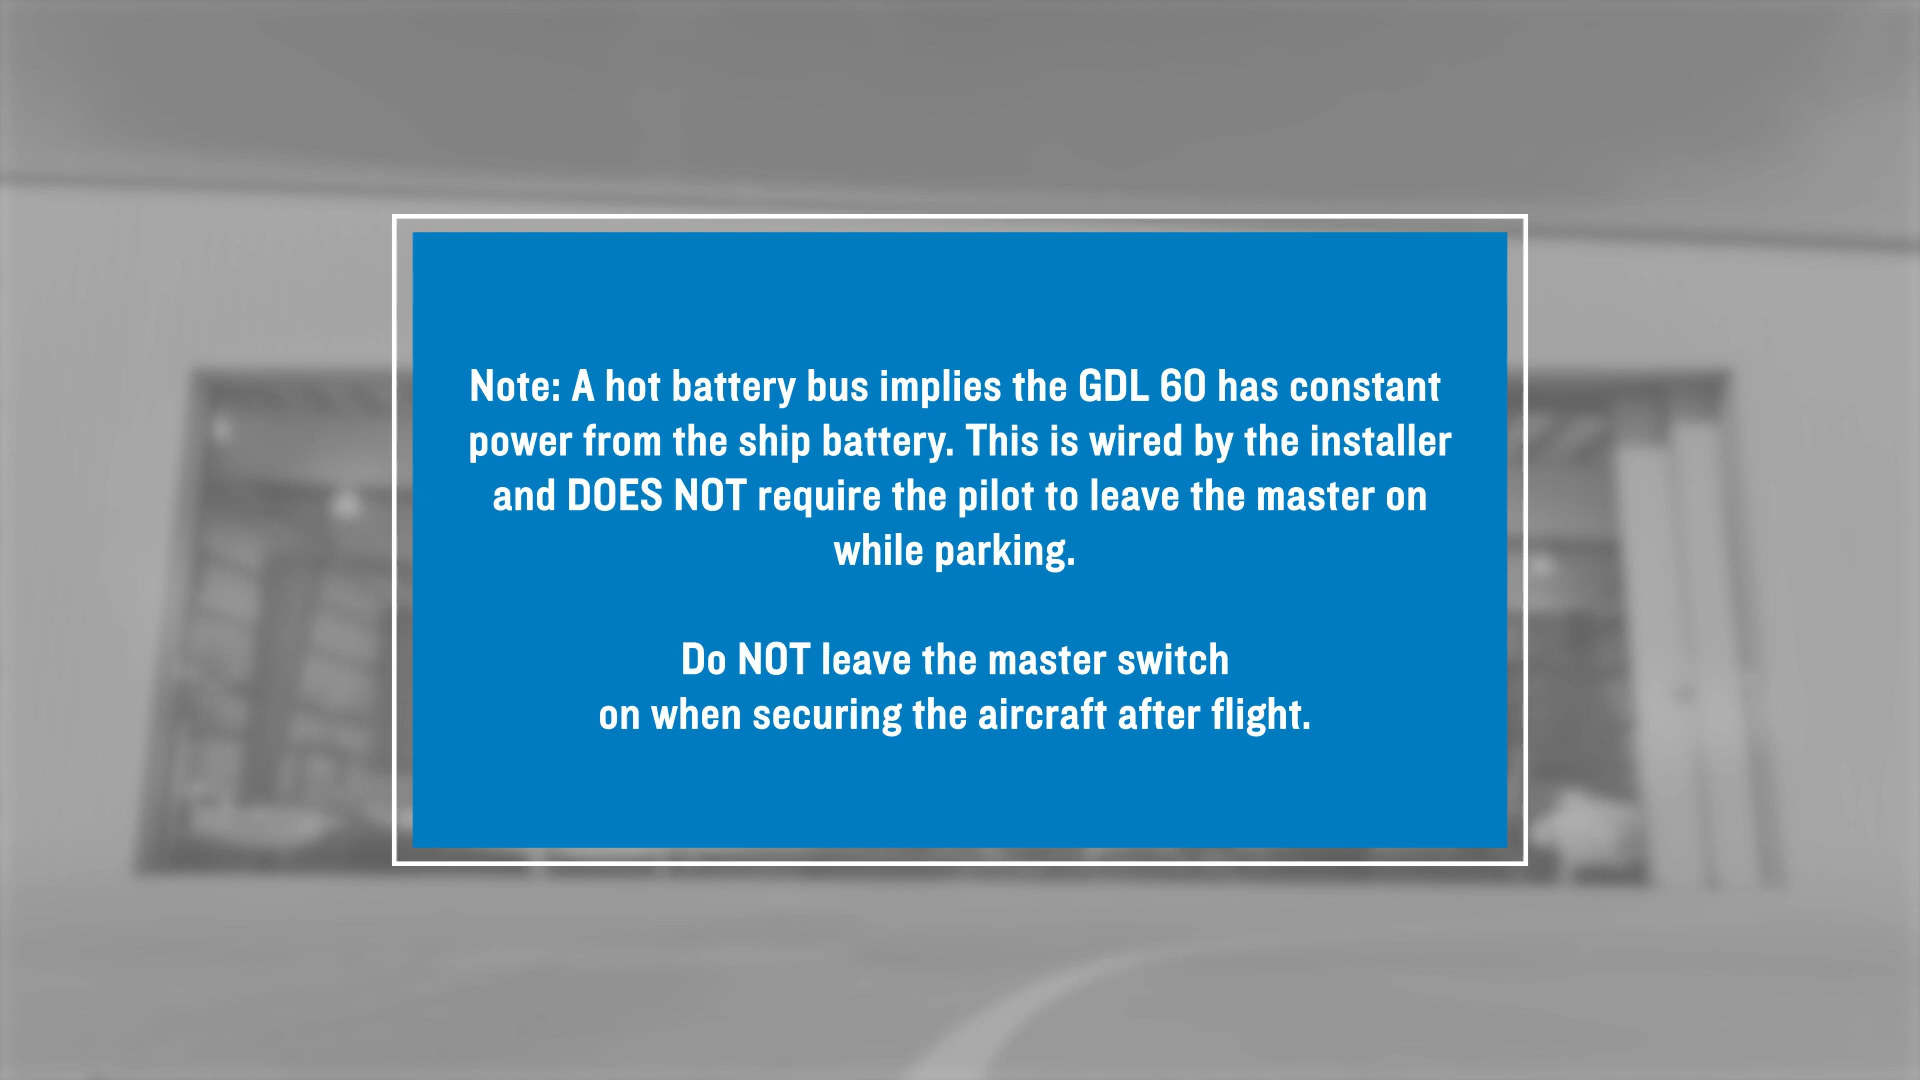 Note: A hot battery bus implies the GDL 60 has constant
power from the ship battery. This is wired by the installer
and DOES NOT require the pilot to leave the master on
while parking.
Do NOT leave the master switch
on when securing the aircraft after flight.